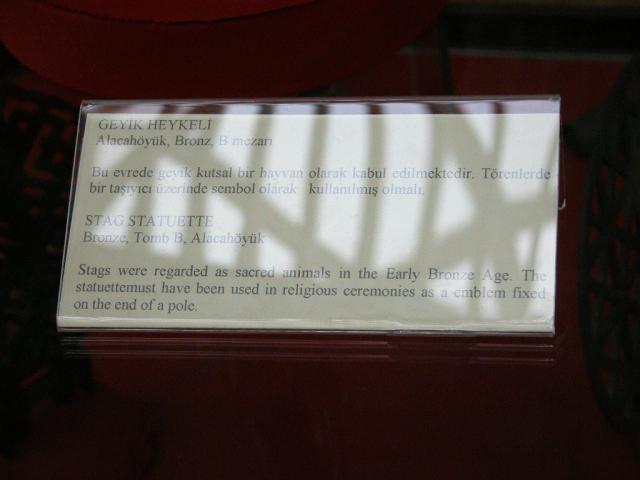 GEYİK HEYKELİ
Alacahöyük, Bronz, B mezarı
Bu evrede geyik kutsal bir hayvan olarak kabul edilmektedir. Törenlerde
bir taşıyıcı üzerinde sembol olarak kullanılmış olmalı.
STAG STATUETTE
Bronze, Tomb B, Alacahöyük
Stags were regarded as sacred animals in the Early Bronze Age. The
statuettemust have been used in religious ceremonies as a emblem fixed
on the end of a pole.